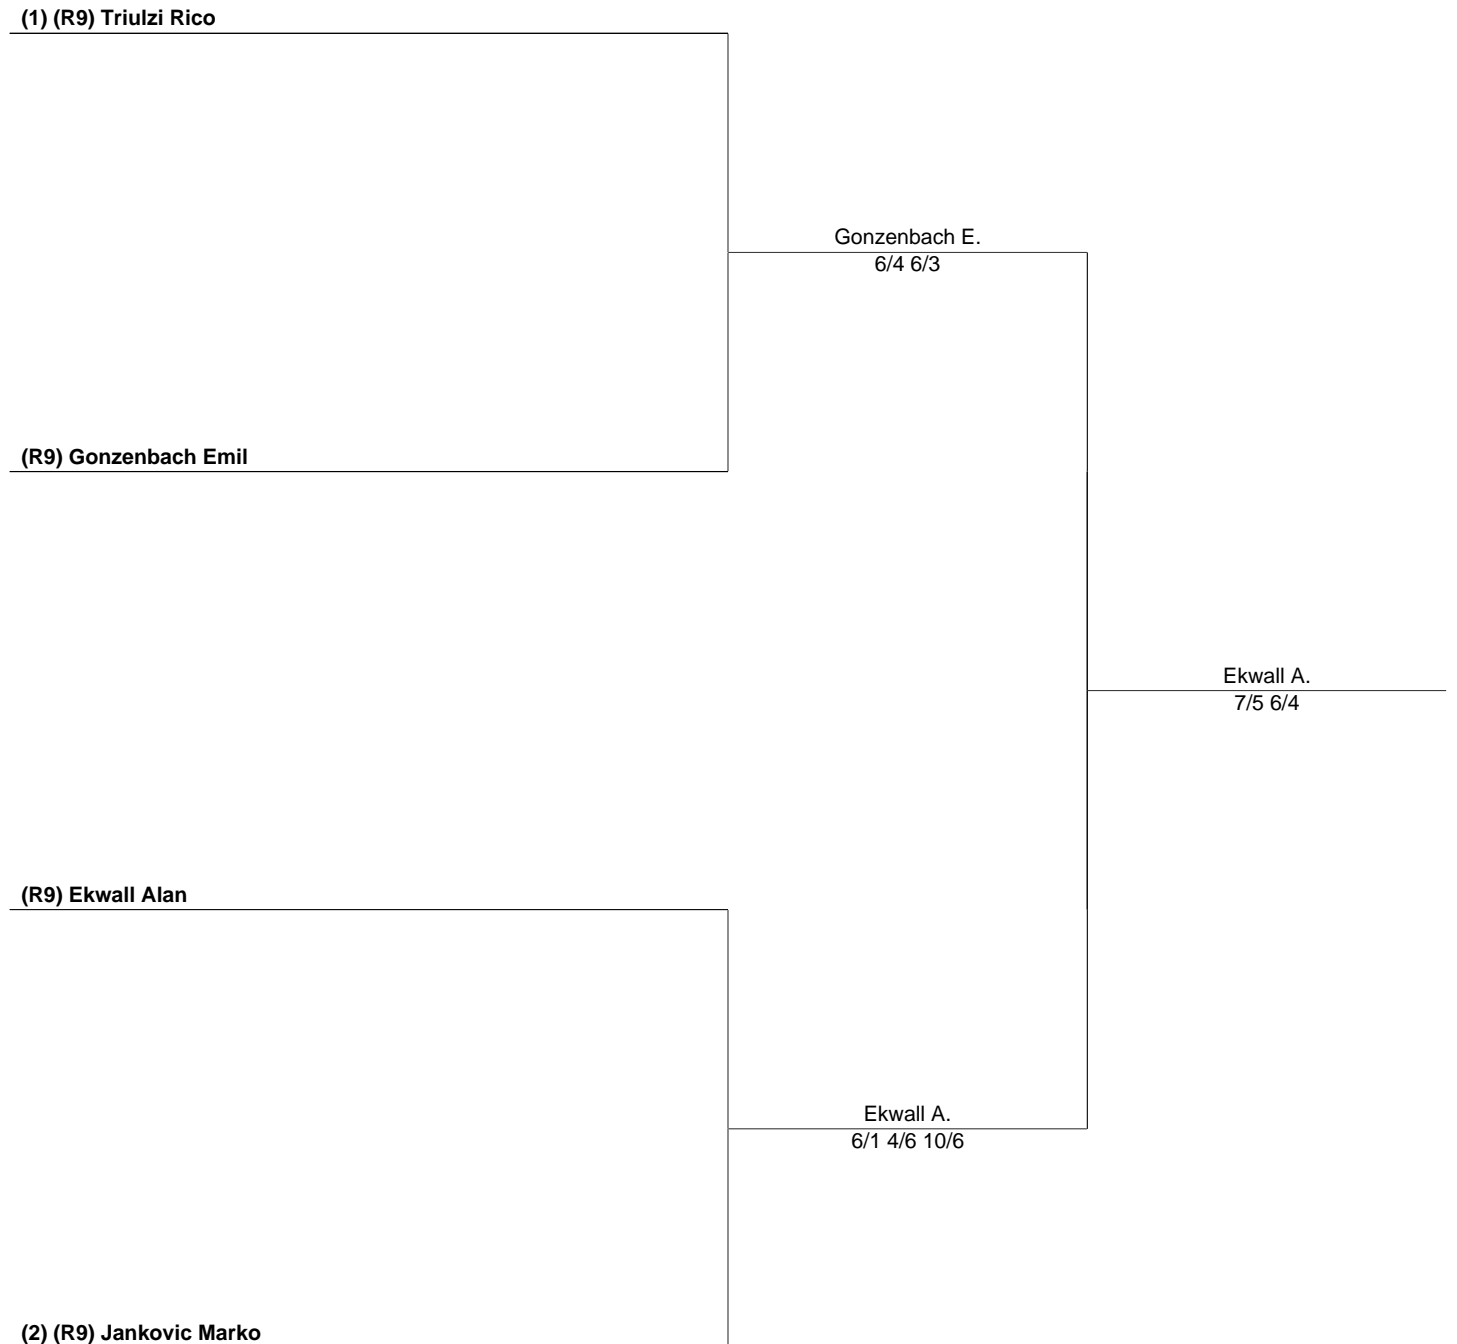 (1) (R9) Triulzi Rico
Gonzenbach E.
6/4 6/3
(R9) Gonzenbach Emil
Ekwall A.
7/5 6/4
(R9) Ekwall Alan
Ekwall A.
6/1 4/6 10/6
(2) (R9) Jankovic Marko